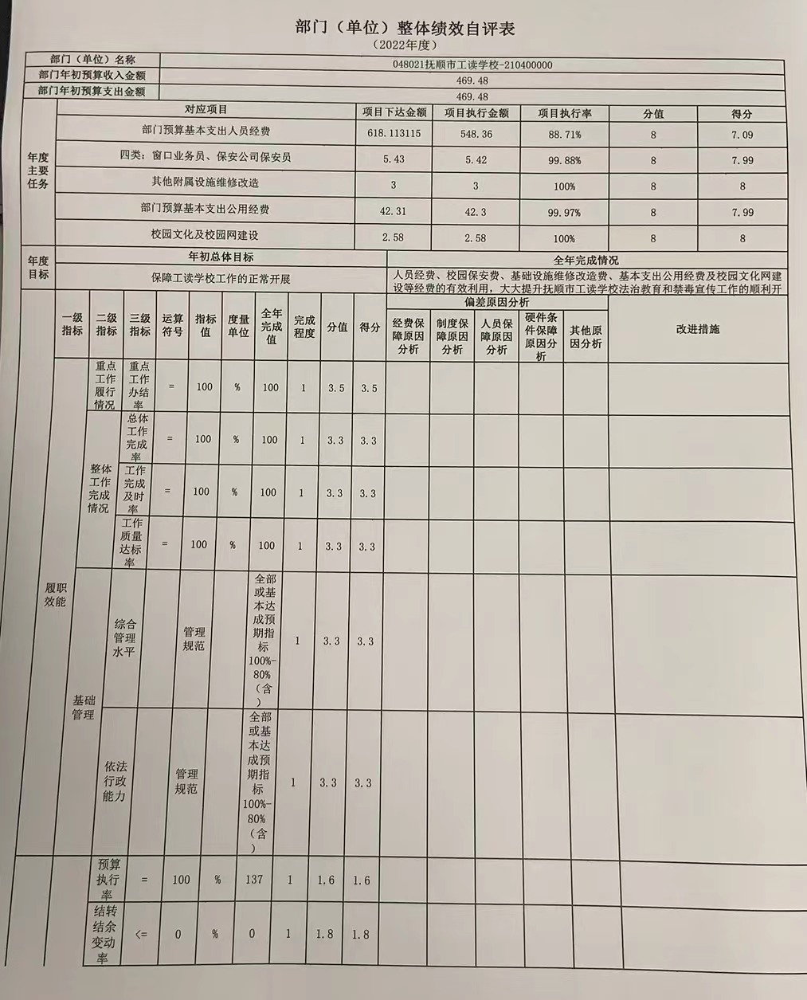 部门（单位）整体绩效自评表
（2022年度）
部门（单位）名称 048021抚顺市工读学校-210400000
部门年初预算收入金额 469.48
部门年初预算支出金额 469.48
年度主要任务 对应项目 项目下达金额 项目执行金额 项目执行率 分值 得分
部门预算基本支出人员经费 618.113115 548.36 88.71% 8 7.09
四类：窗口业务员、保安公司保安员 5.43 5.42 99.88% 8 7.99
其他附属设施维修改造 3 3 100% 8 8
部门预算基本支出公用经费 42.31 42.3 99.97% 8 7.99
校园文化及校园网建设 2.58 2.58 100% 8 8
年度目标 年初总体目标 全年完成情况
保障工读学校工作的正常开展 人员经费、校园保安费、基础设施维修改造费、基本支出公用经费及校园文化网建
设等经费的有效利用，大大提升抚顺市工读学校法治教育和禁毒宣传工作的顺利开
一级指标 二级指标 三级指标 运算符号 指标值 度量单位 全年完成值 完成程度 分值 得分 偏差原因分析 改进措施
经费保障原因分析 制度保障原因分析 人员保障原因分析 硬件条件保障原因分析 其他原因分析
履职效能 重点工作履行情况 重点工作办结率 = 100 % 100 1 3.5 3.5
整体工作完成情况 总体工作完成率 = 100 % 100 1 3.3 3.3
工作完成及时率 = 100 % 100 1 3.3 3.3
工作质量达标率 = 100 % 100 1 3.3 3.3
基础管理 综合管理水平 管理规范 全部或基本达成预期指标100%-80%（含） 1 3.3 3.3
依法行政能力 管理规范 全部或基本达成预期指标100%-80%（含） 1 3.3 3.3
预算执行率 = 100 % 137 1 1.6 1.6
结转结余变动率 <= 0 % 0 1 1.8 1.8